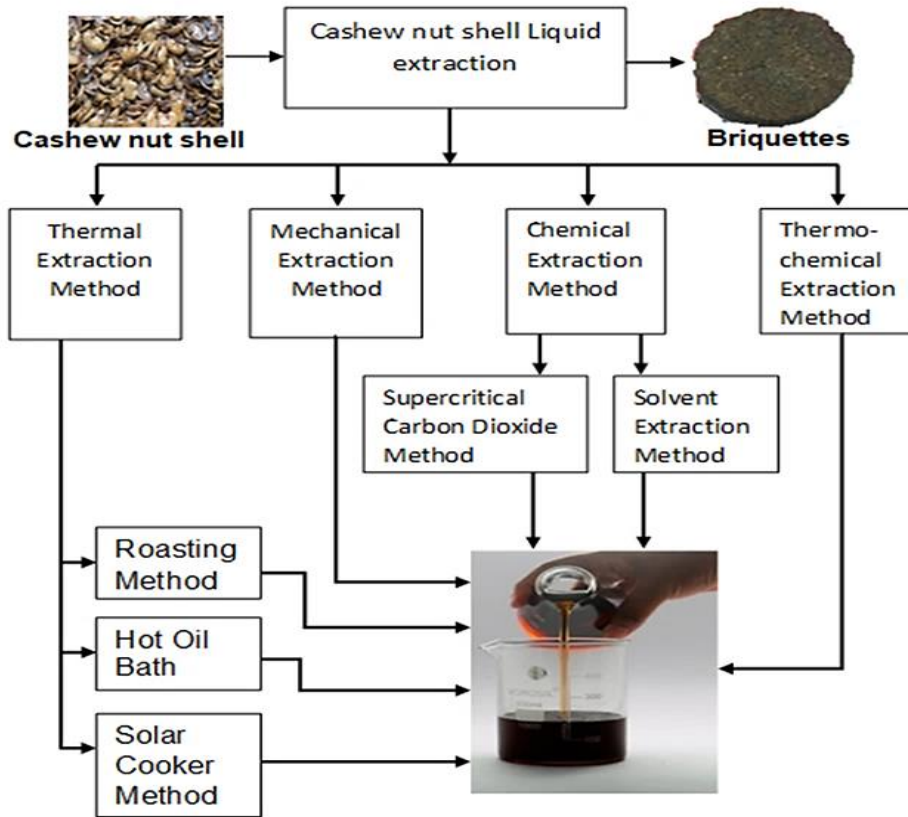 Cashew nut shell Liquid
extraction
Cashew nut shell
Briquettes
Thermal
Extraction
Method
Mechanical
Extraction
Method
Chemical
Extraction
Method
Thermo-
chemical
Extraction
Method
Supercritical
Carbon Dioxide
Method
Solvent
Extraction
Method
Roasting
Method
Hot Oil
Bath
Solar
Cooker
Method